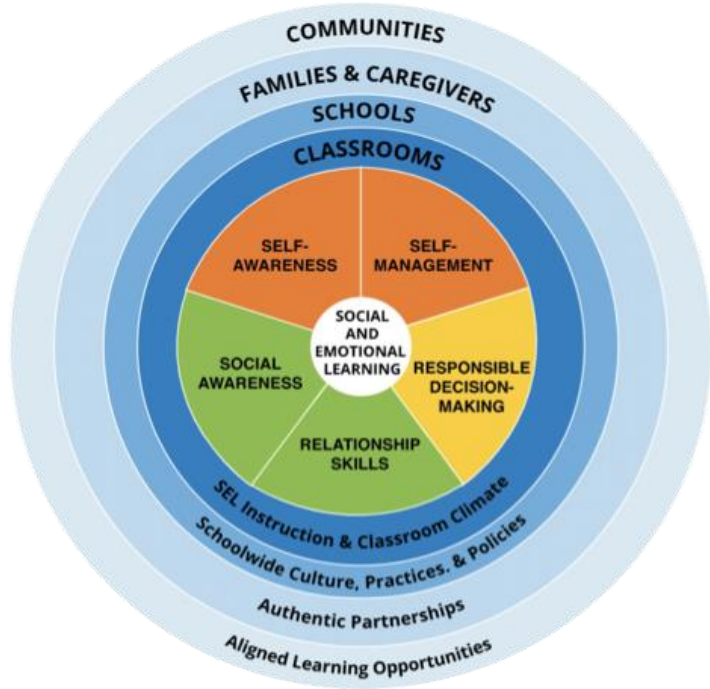 COMMUNITIES
FAMILIES & CAREGIVERS
SCHOOLS
CLASSROOMS
SELF-
AWARENESS
SELF-
MANAGEMENT
SOCIAL
AND
EMOTIONAL
LEARNING
SOCIAL
AWARENESS
RESPONSIBLE
DECISION-
MAKING
RELATIONSHIP
SKILLS
SEL Instruction & Classroom Climate
Schoolwide Culture, Practices. & Policies
Authentic Partnerships
Aligned Learning Opportunities